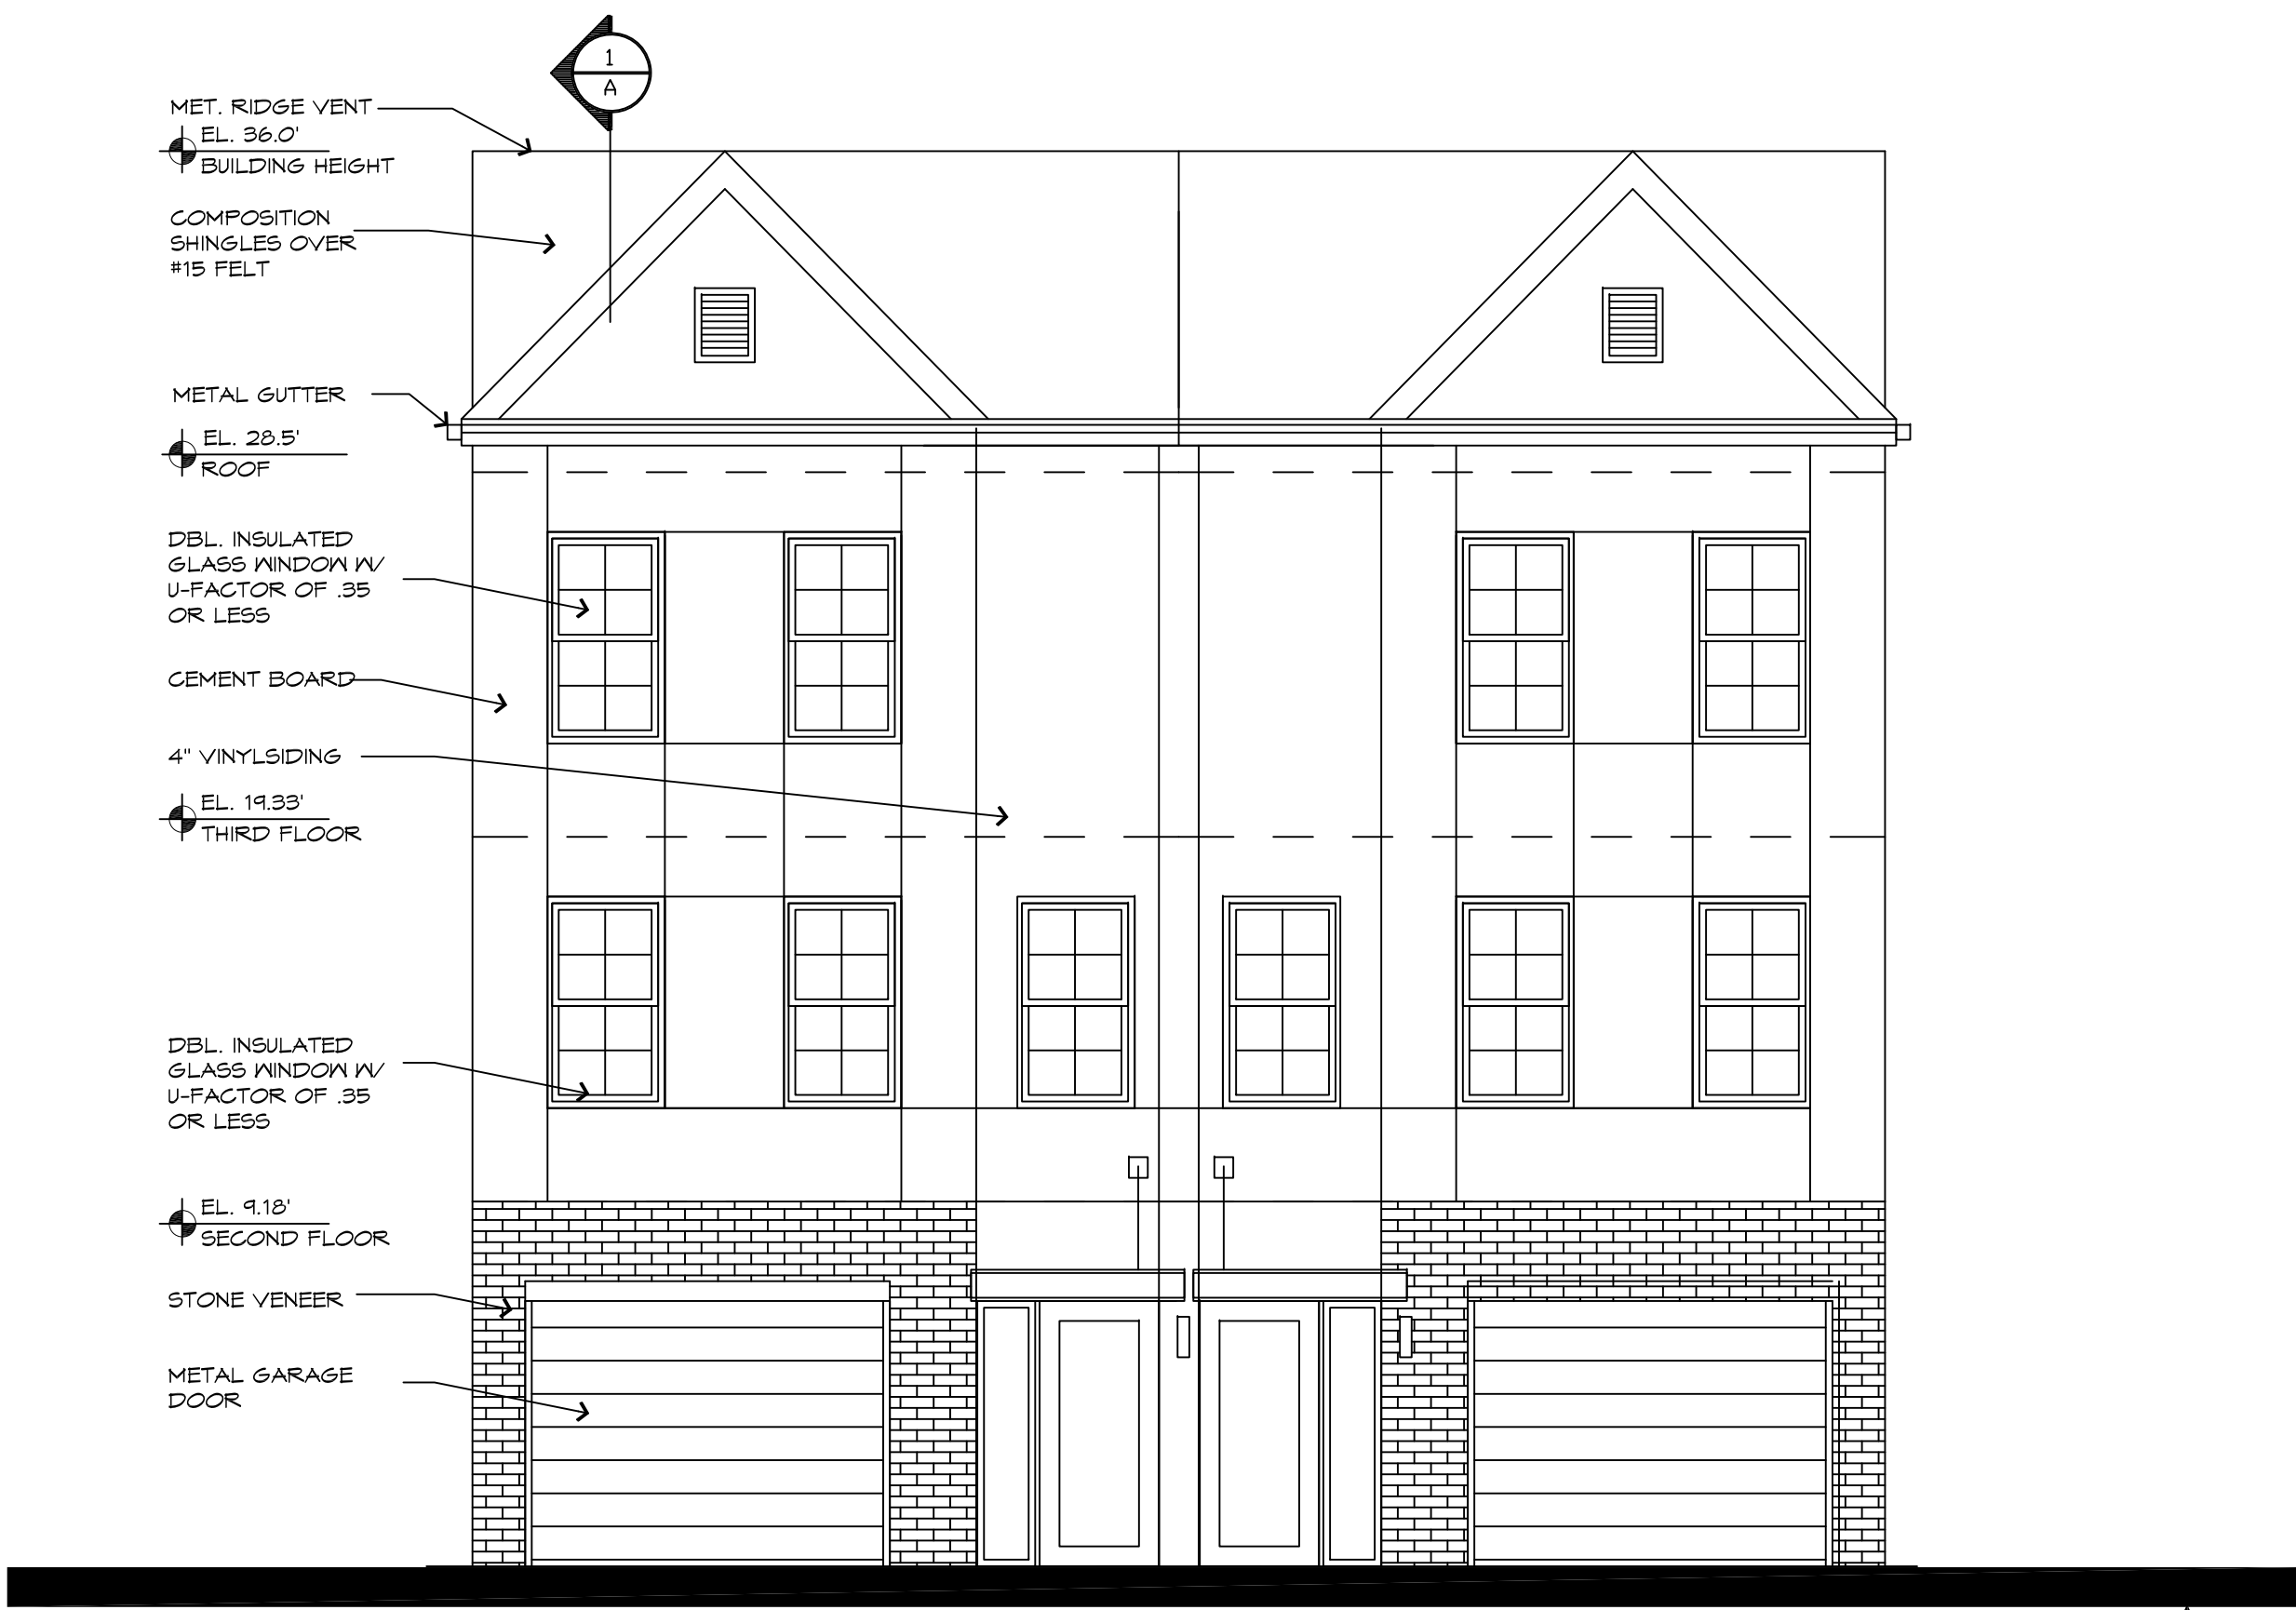 1
A
MET. RIDGE VENT
EL. 36.0'
BUILDING HEIGHT
COMPOSITION
SHINGLES OVER
#15 FELT
METAL GUTTER
EL. 28.5'
ROOF
DBL. INSULATED
GLASS WINDOW W/
U-FACTOR OF .35
OR LESS
CEMENT BOARD
4" VINYLSIDING
EL. 19.33'
THIRD FLOOR
DBL. INSULATED
GLASS WINDOW W/
U-FACTOR OF .35
OR LESS
EL. 9.18'
SECOND FLOOR
STONE VENEER
METAL GARAGE
DOOR